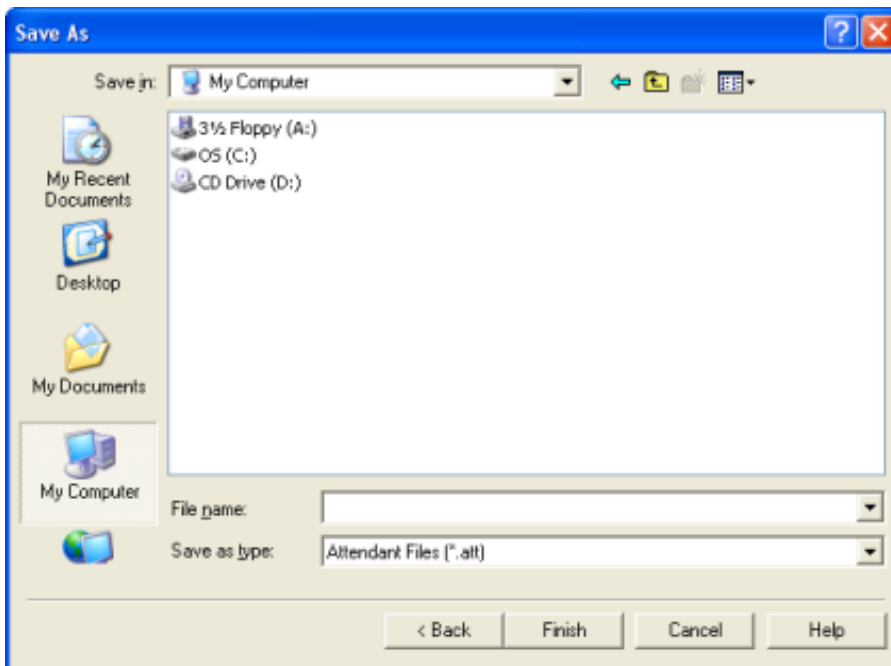 Save As
Save in: My Computer
3½ Floppy (A:)
OS (C:)
CD Drive (D:)
My Recent
Documents
Desktop
My Documents
My Computer
File name:
Save as type: Attendant Files (*.att)
< Back Finish Cancel Help